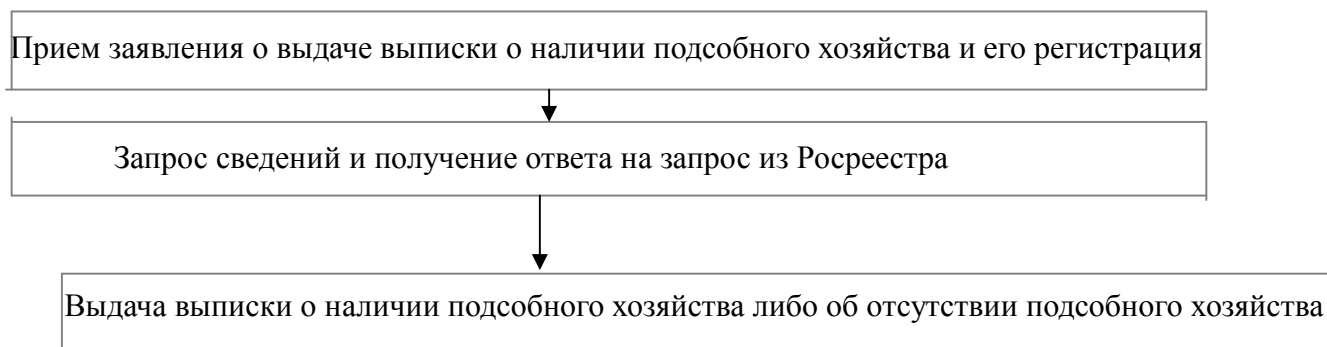 Прием заявления о выдаче выписки о наличии подсобного хозяйства и его регистрация
Запрос сведений и получение ответа на запрос из Росреестра
Выдача выписки о наличии подсобного хозяйства либо об отсутствии подсобного хозяйства